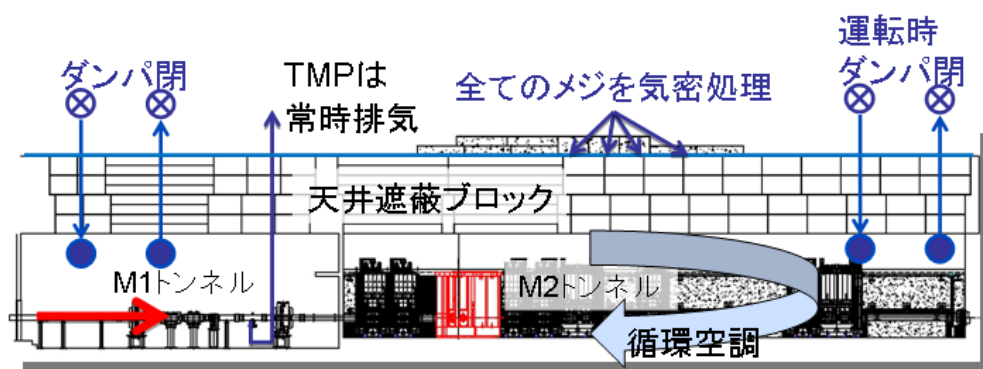 ダンパ閉
TMPは
常時排気
全てのメジを気密処理
運転時
ダンパ閉
天井遮蔽ブロック
M1トンネル
M2トンネル
循環空調